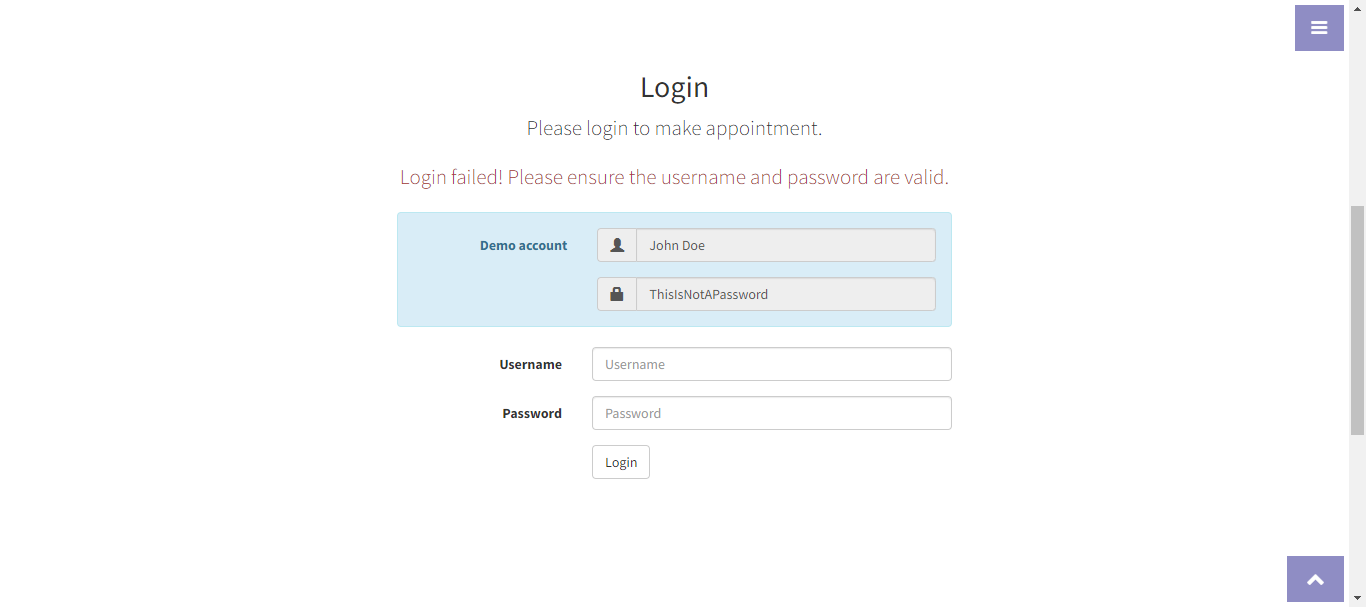 Login
Please login to make appointment.
Login failed! Please ensure the username and password are valid.
Demo account John Doe
ThisIsNotAPassword
Username Username
Password Password
Login